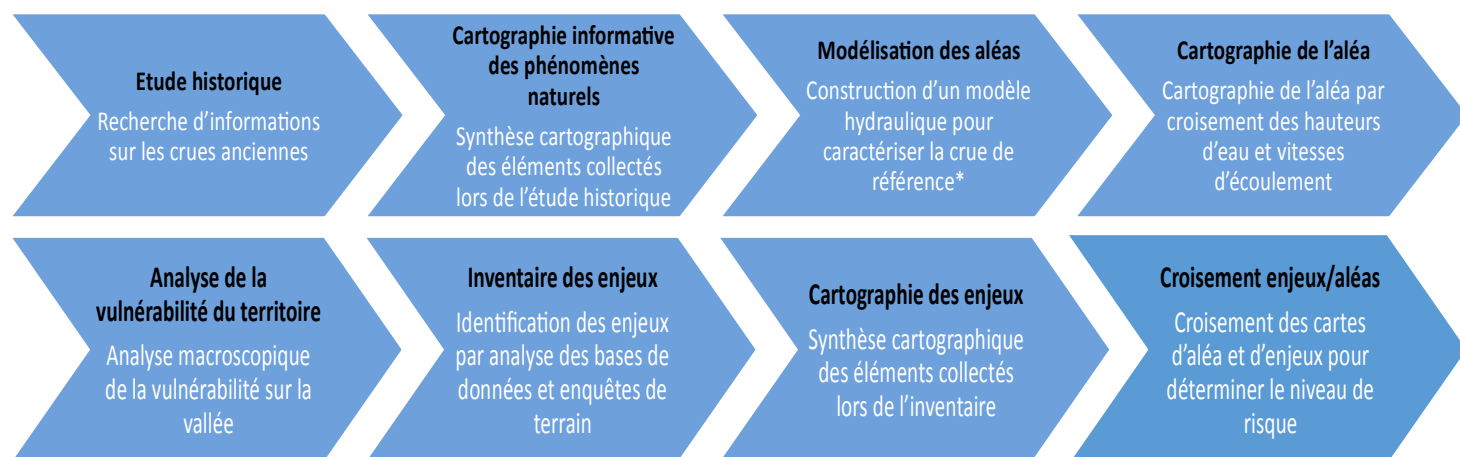 Etude historique
Recherche d’informations
sur les crues anciennes
Cartographie informative
des phénomènes
naturels
Synthèse cartographique
des éléments collectés
lors de l’étude historique
Modélisation des aléas
Construction d’un modèle
hydraulique pour
caractériser la crue de
référence*
Cartographie de l’aléa
Cartographie de l’aléa par
croisement des hauteurs
d’eau et vitesses
d’écoulement
Analyse de la
vulnérabilité du territoire
Analyse macroscopique
de la vulnérabilité sur la
vallée
Inventaire des enjeux
Identification des enjeux
par analyse des bases de
données et enquêtes de
terrain
Cartographie des enjeux
Synthèse cartographique
des éléments collectés
lors de l’inventaire
Croisement enjeux/aléas
Croisement des cartes
d’aléa et d’enjeux pour
déterminer le niveau de
risque